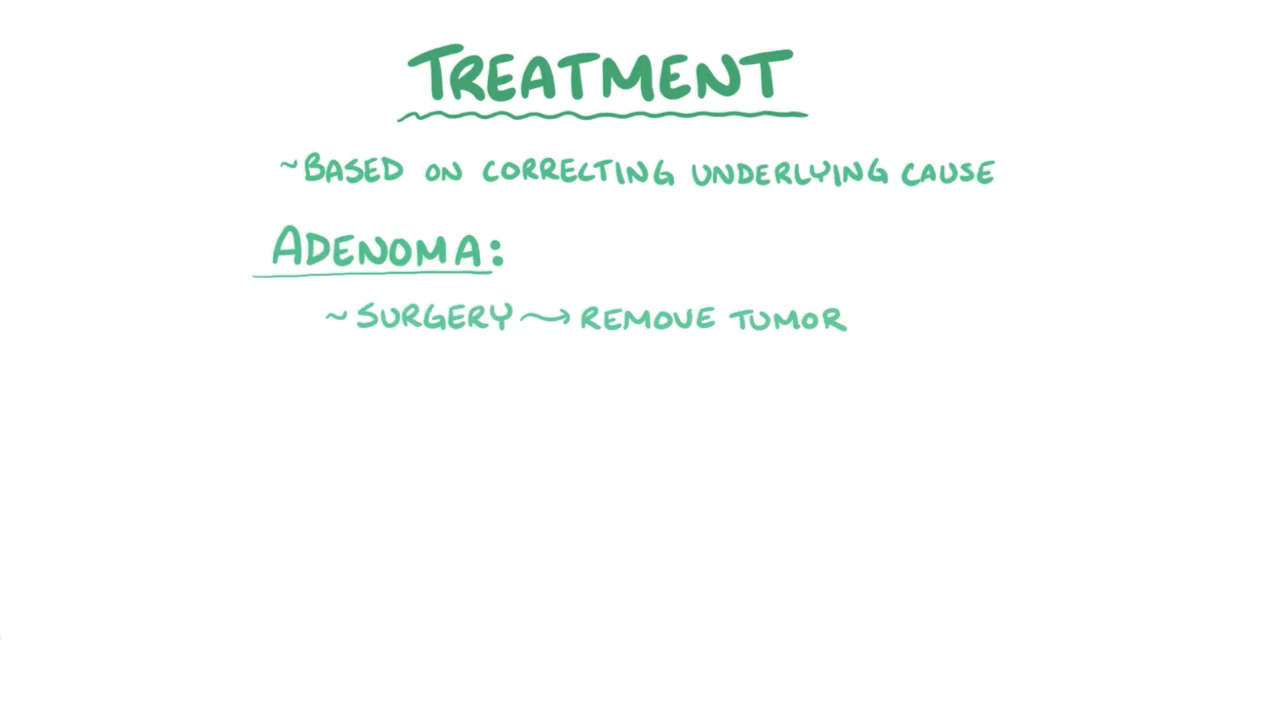 TREATMENT
~ BASED ON CORRECTING UNDERLYING CAUSE
ADENOMA:
~ SURGERY → REMOVE TUMOR